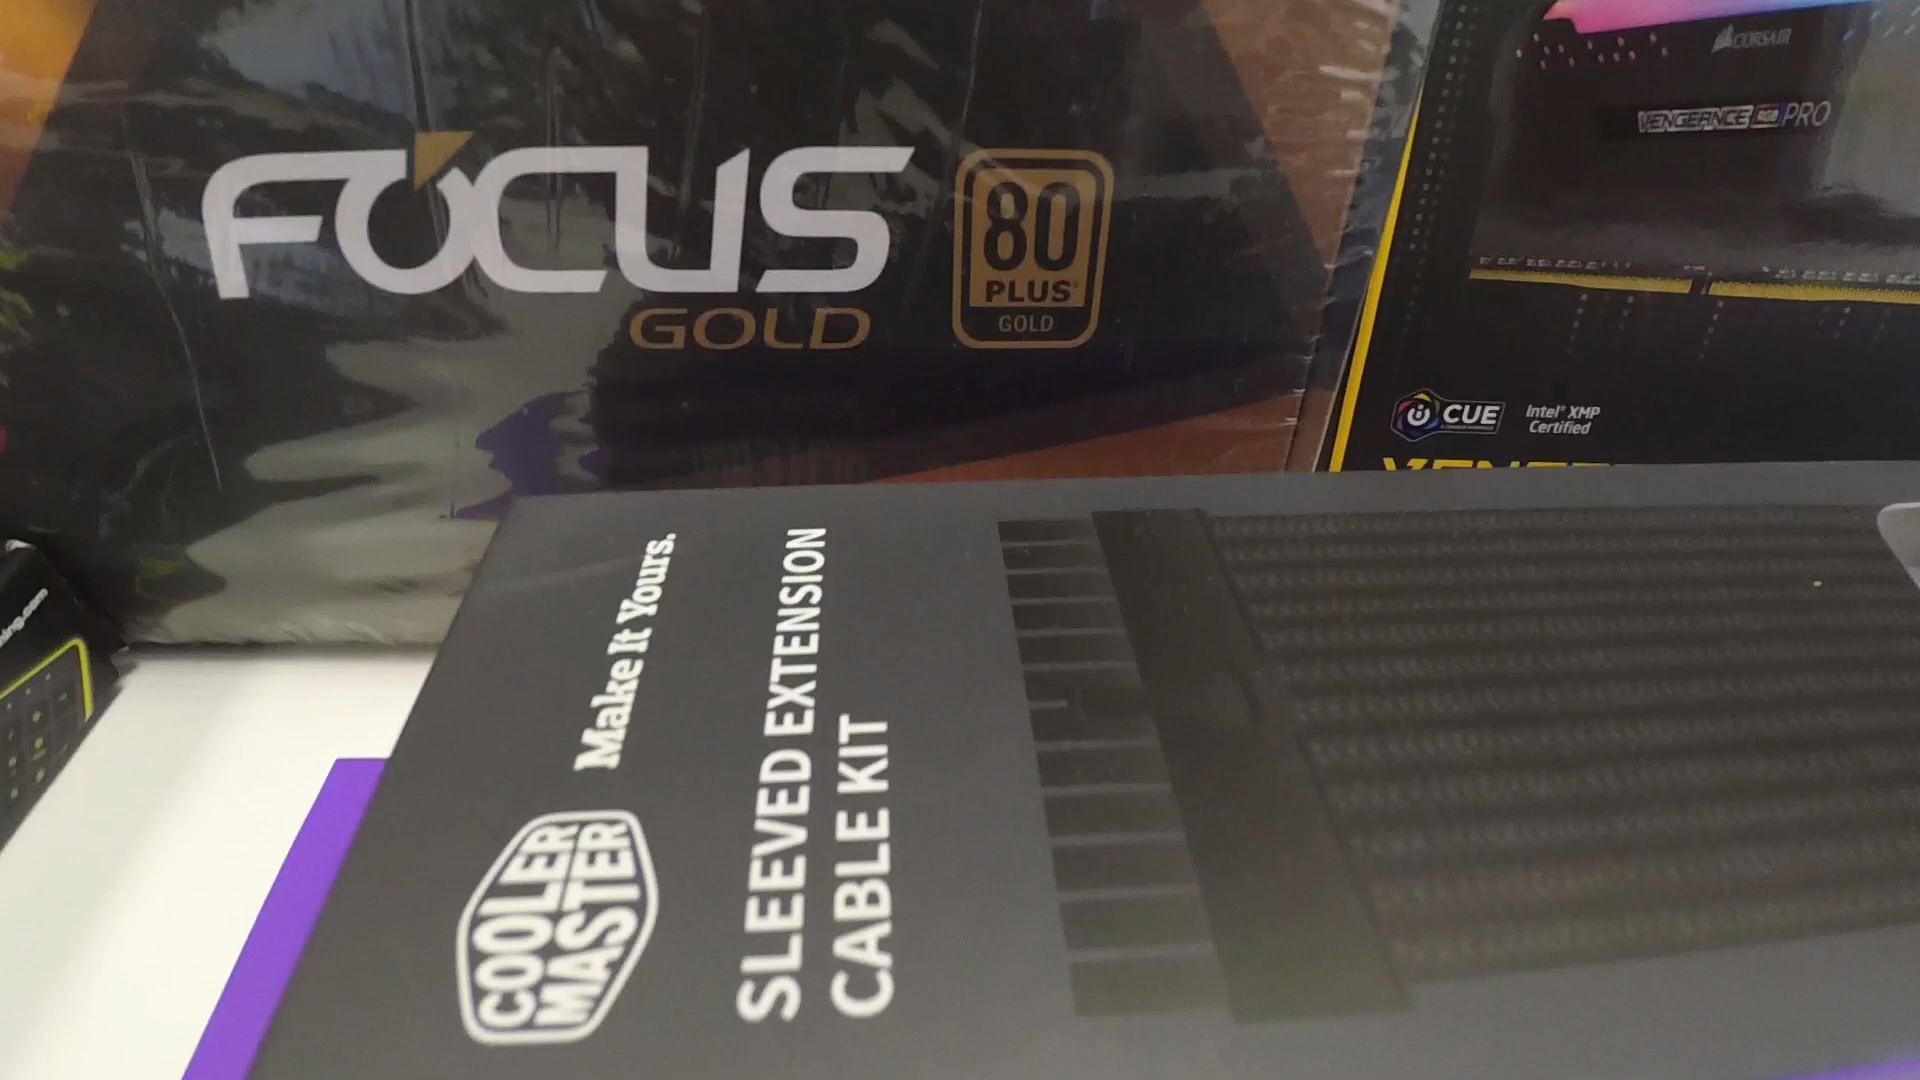 FOCUS
GOLD
80
PLUS
GOLD
CORSAIR
VENGEANCE RGB PRO
iCUE
Intel® XMP
Certified
COOLER
MASTER
Make It Yours.
SLEEVED EXTENSION
CABLE KIT